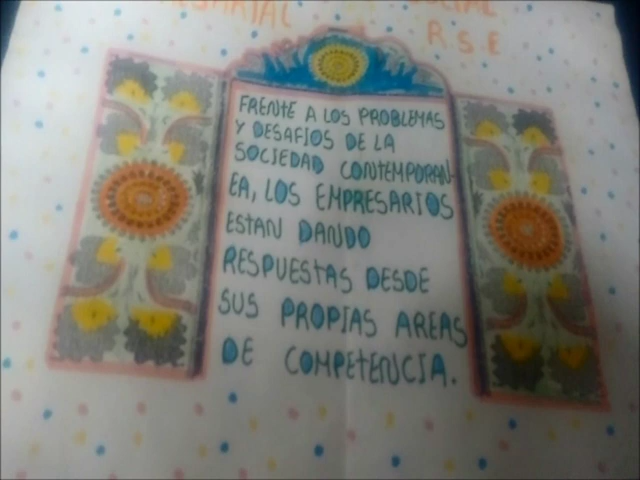 R S E
FRENTE A LOS PROBLEMAS
Y DESAFIOS DE LA
SOCIEDAD CONTEMPORAN-
EA, LOS EMPRESARIOS
ESTAN DANDO
RESPUESTAS DESDE
SUS PROPIAS AREAS
DE COMPETENCIA.